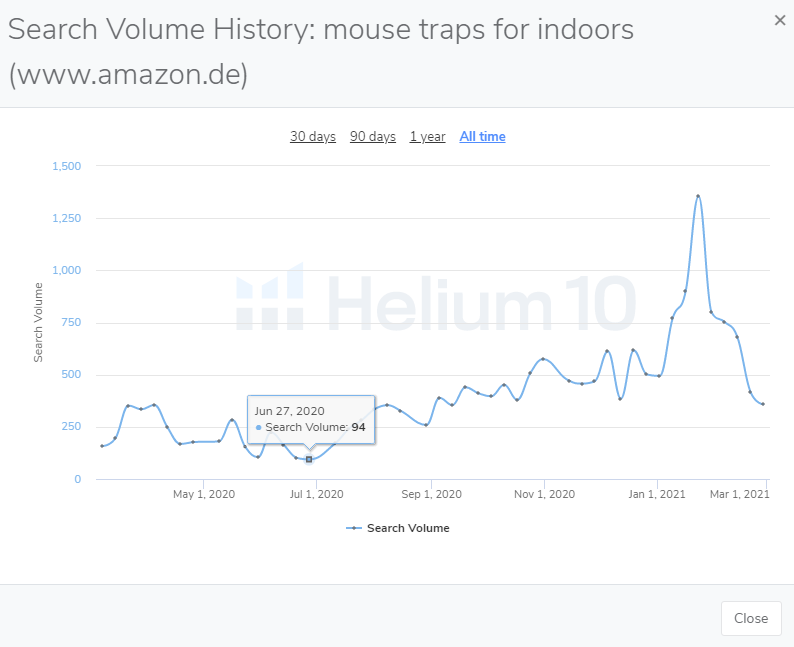 Search Volume History: mouse traps for indoors
(www.amazon.de)
×
30 days 90 days 1 year All time
1,500
1,250
1,000
750
500
250
0
Search Volume
Helium 10
Jun 27, 2020
Search Volume: 94
May 1, 2020 Jul 1, 2020 Sep 1, 2020 Nov 1, 2020 Jan 1, 2021 Mar 1, 2021
Search Volume
Close